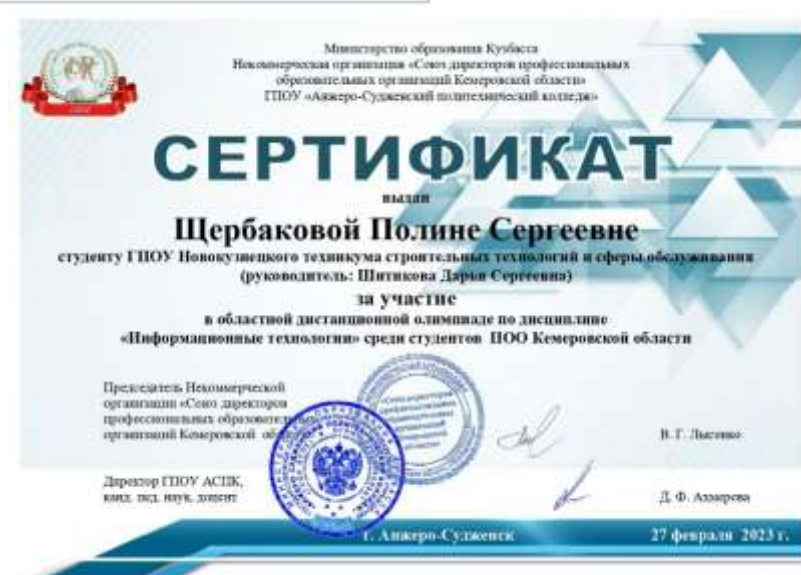 Министерство образования Кузбасса
Некоммерческая организация «Союз директоров профессиональных
образовательных организаций Кемеровской области»
ГПОУ «Анжеро-Судженский политехнический колледж»
СЕРТИФИКАТ
выдан
Щербаковой Полине Сергеевне
студенту ГПОУ Новокузнецкого техникума строительных технологий и сферы обслуживания
(руководитель: Шитикова Дарья Сергеевна)
за участие
в областной дистанционной олимпиаде по дисциплине
«Информационные технологии» среди студентов ПОО Кемеровской области
Председатель Некоммерческой
организации «Союз директоров
профессиональных образовательных
организаций Кемеровской
В. Г. Лысенко
Директор ГПОУ АСПК,
канд. пед. наук, доцент
Д. Ф. Ахмерова
г. Анжеро-Судженск
27 февраля 2023 г.